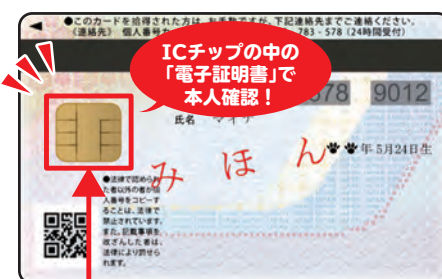 ●このカードを拾得された方は、お手数ですが、下記連絡先までご連絡ください。
《連絡先》 個人番号カ
783-578 (24時間受付)
ICチップの中の
「電子証明書」で
本人確認!
678 9012
氏名
年5月24日生
みほん
●法律で認められ
た者以外の者が個
人番号をコピーす
ることは、法律で
禁止されています。
また、記載事項を
改ざんした者は、
法律により罰せら
れます。